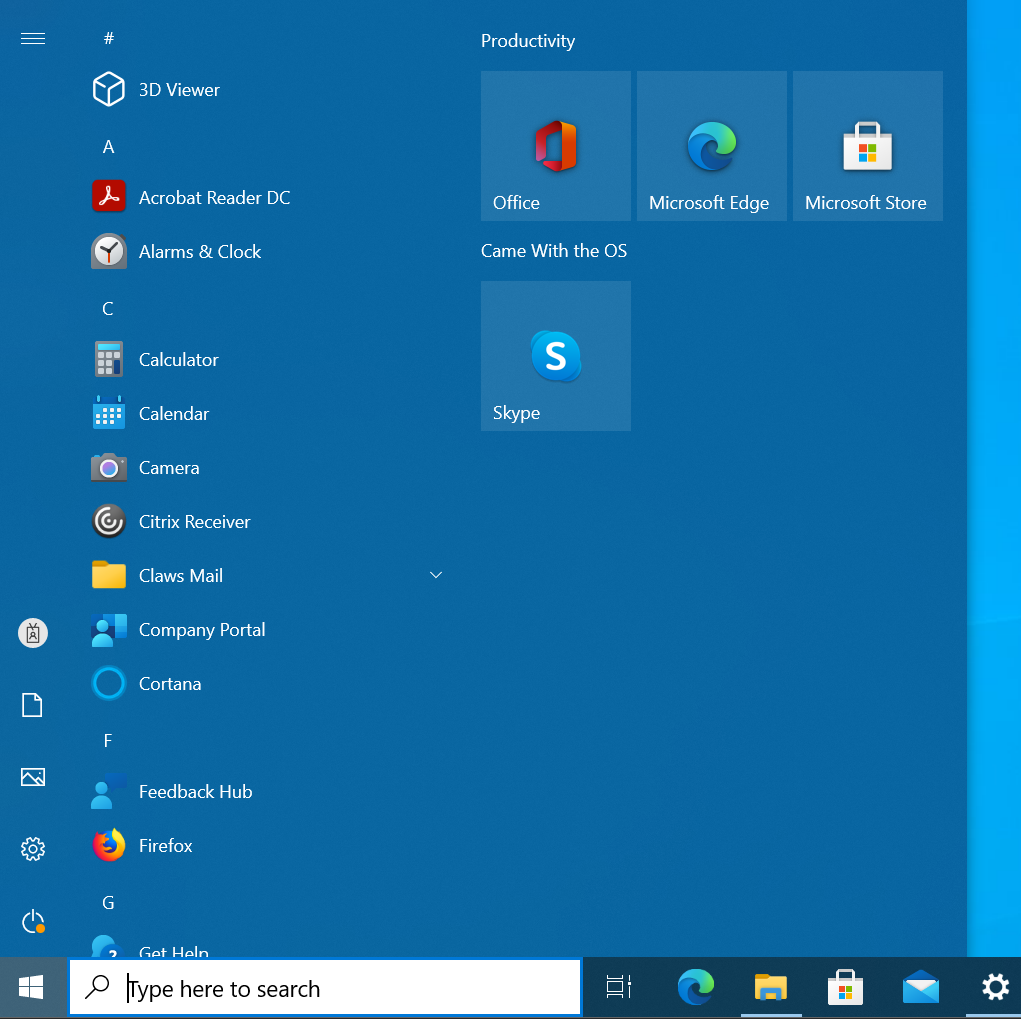 #
3D Viewer
A
Acrobat Reader DC
Alarms & Clock
C
Calculator
Calendar
Camera
Citrix Receiver
Claws Mail
Company Portal
Cortana
F
Feedback Hub
Firefox
G
Get Help
Productivity
Office
Microsoft Edge
Microsoft Store
Came With the OS
S
Skype
Type here to search